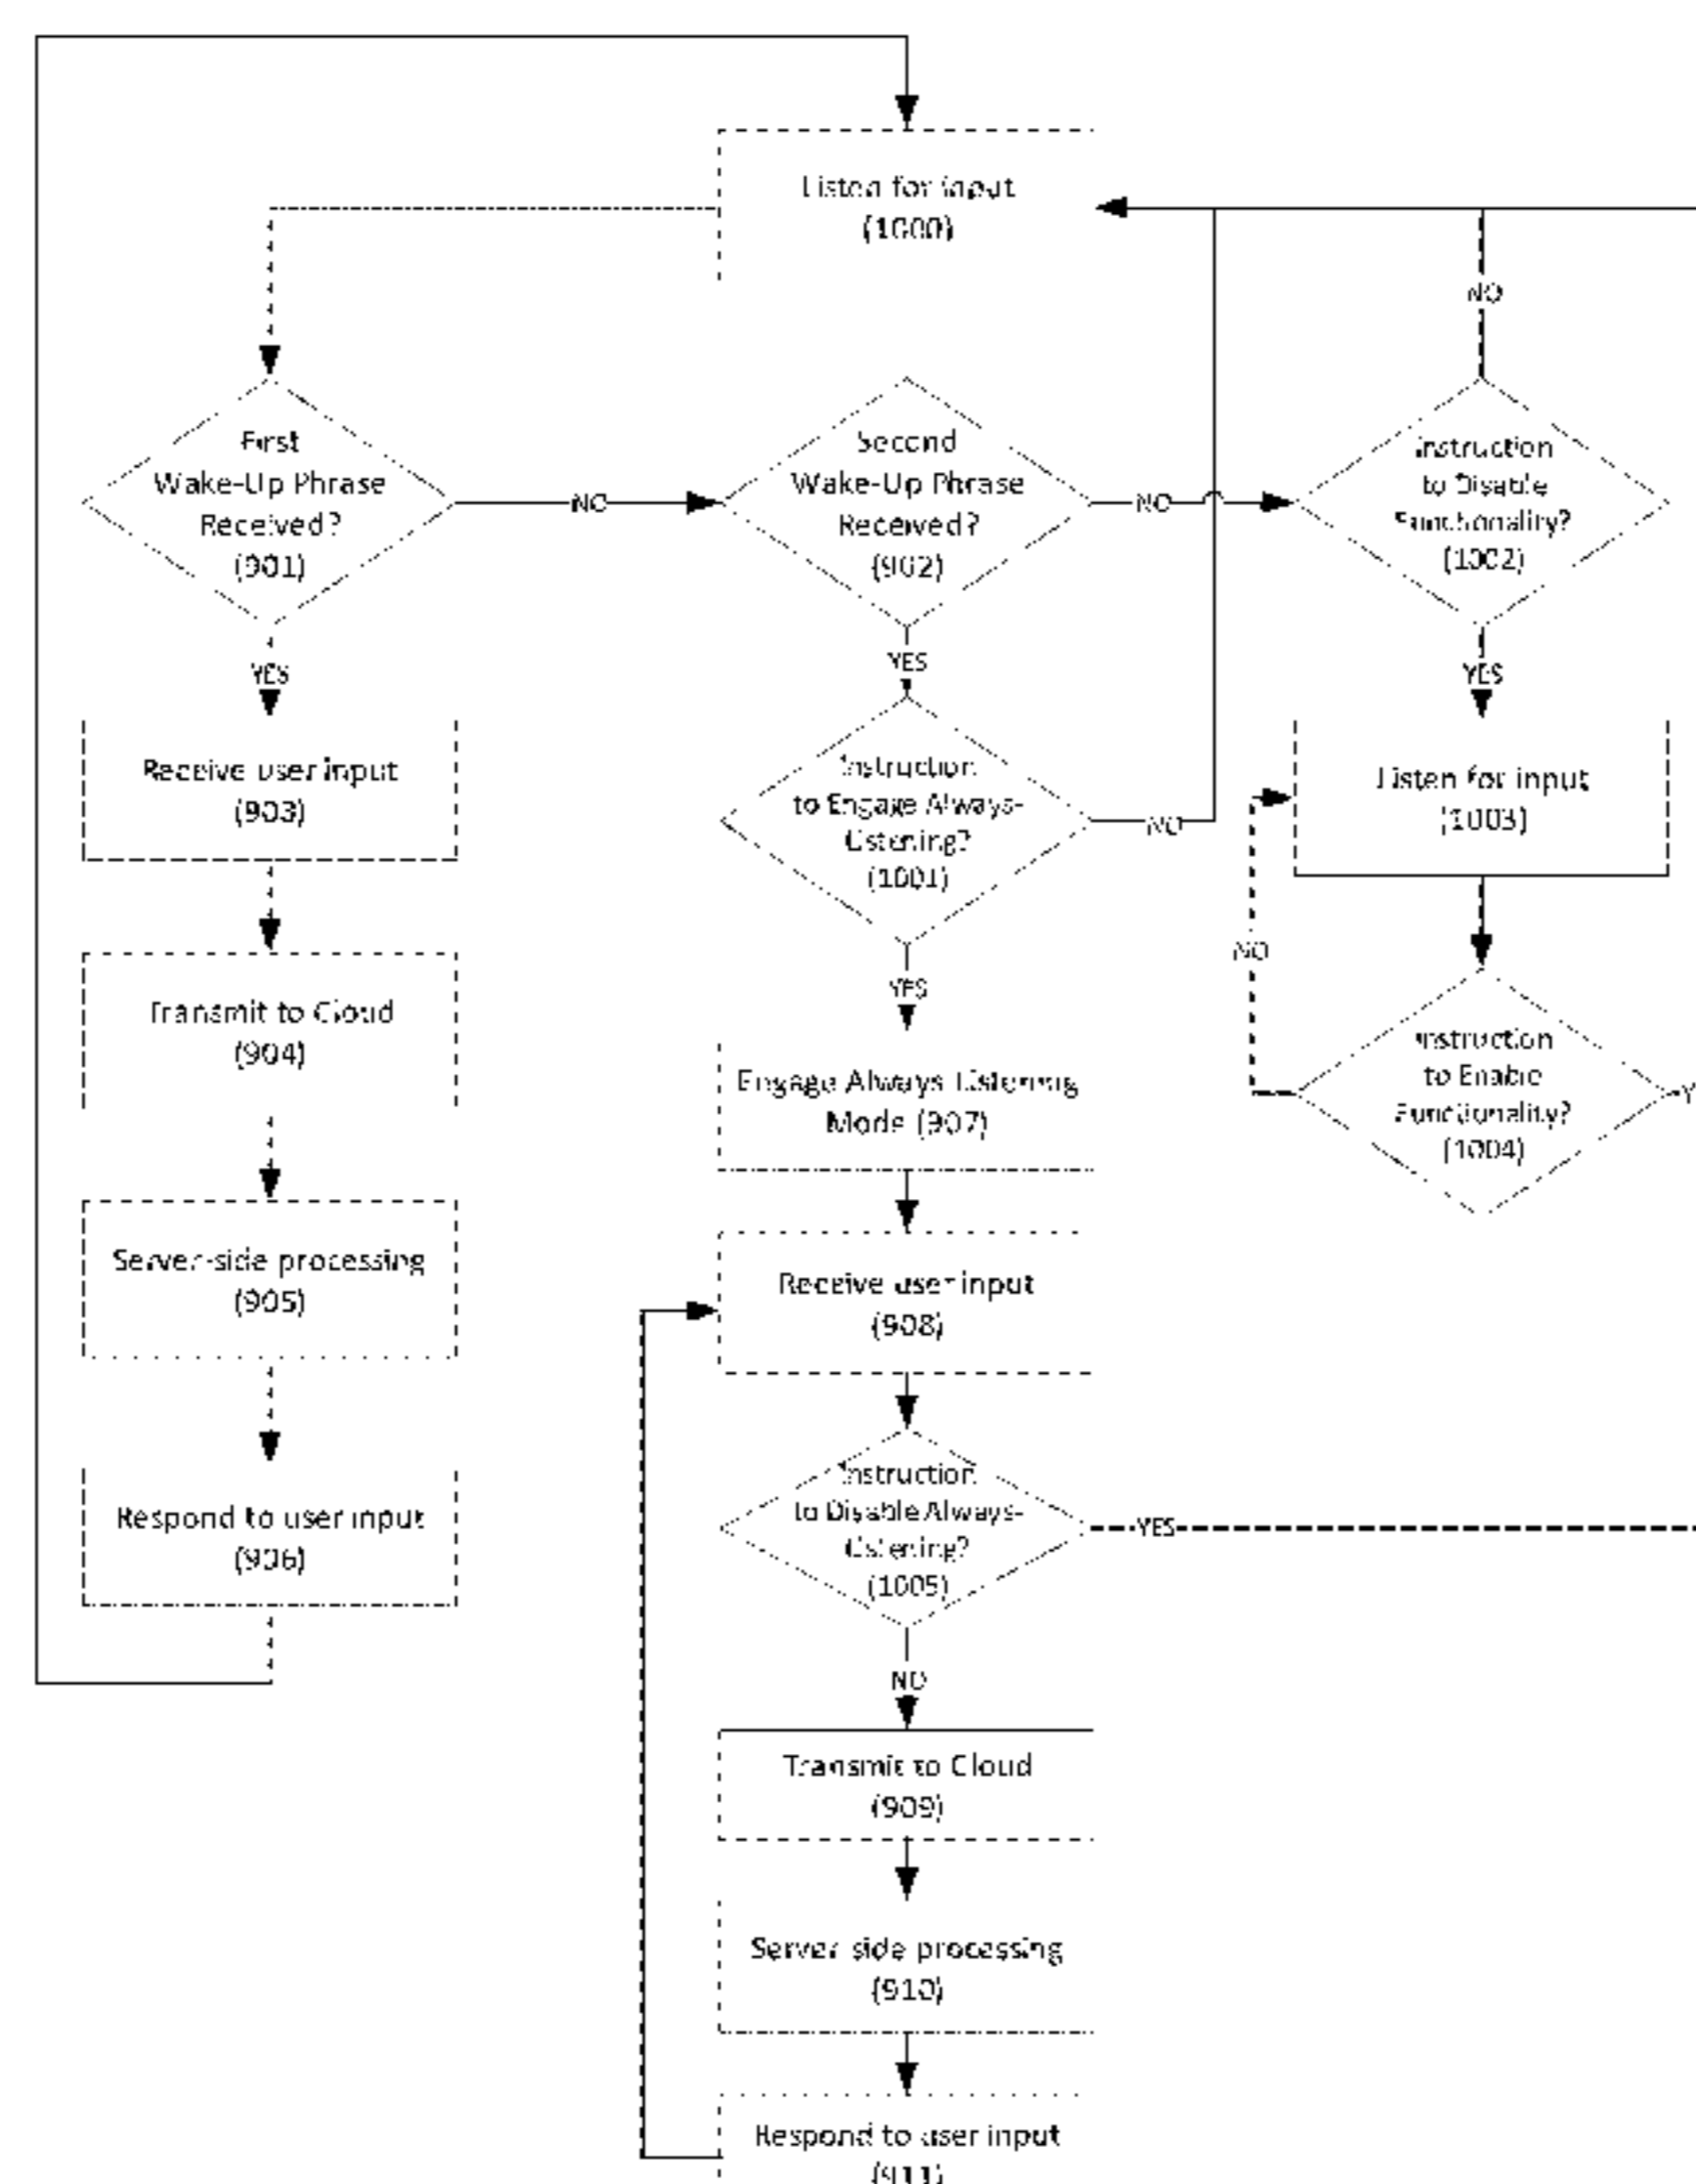 Listen for input
(1000)
NO
First
Wake-Up Phrase
Received?
(901)
NO
Second
Wake-Up Phrase
Received?
(902)
NO
Instruction
to Disable
Functionality?
(1002)
YES
YES
YES
Receive user input
(903)
Instruction
to Engage Always-
Listening?
(1001)
NO
Listen for input
(1003)
NO
Transmit to Cloud
(904)
YES
Engage Always Listening
Mode (907)
Instruction
to Enable
Functionality?
(1004)
Server-side processing
(905)
Receive user input
(908)
Respond to user input
(906)
Instruction
to Disable Always-
Listening?
(1005)
YES
NO
Transmit to Cloud
(909)
Server side processing
(910)
Respond to user input
(911)